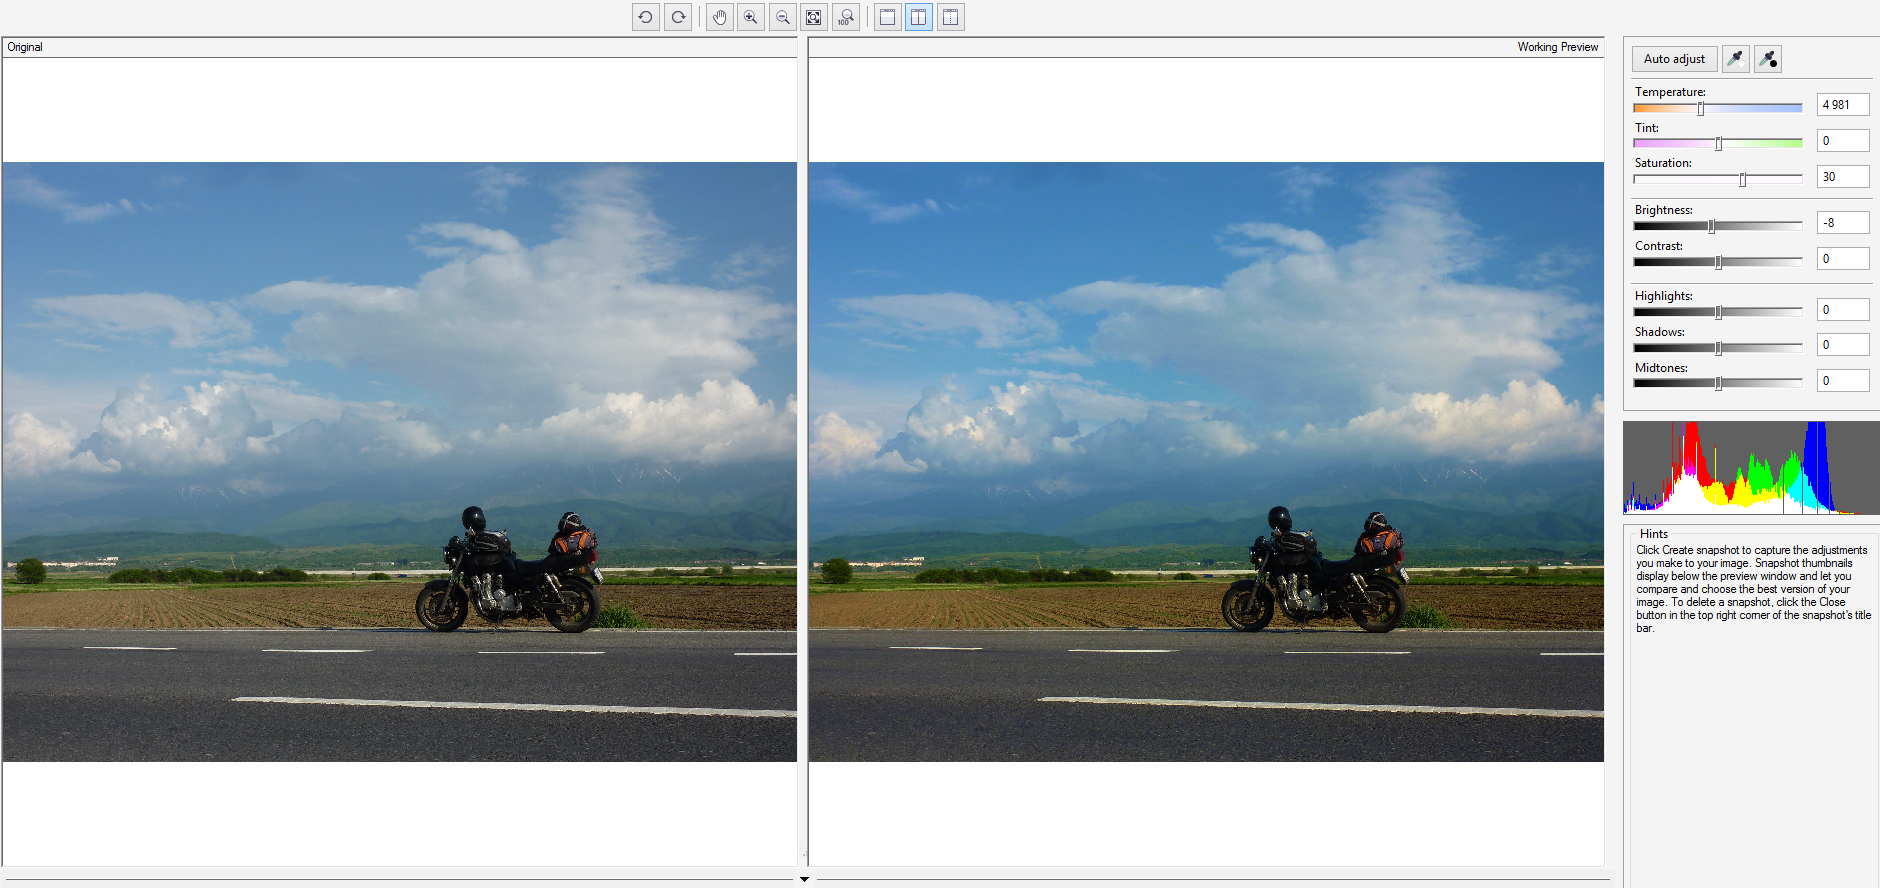 100
Original
Working Preview
Auto adjust
Temperature:
4 981
Tint:
0
Saturation:
30
Brightness:
-8
Contrast:
0
Highlights:
0
Shadows:
0
Midtones:
0
Hints
Click Create snapshot to capture the adjustments
you make to your image. Snapshot thumbnails
display below the preview window and let you
compare and choose the best version of your
image. To delete a snapshot, click the Close
button in the top right corner of the snapshot's title
bar.